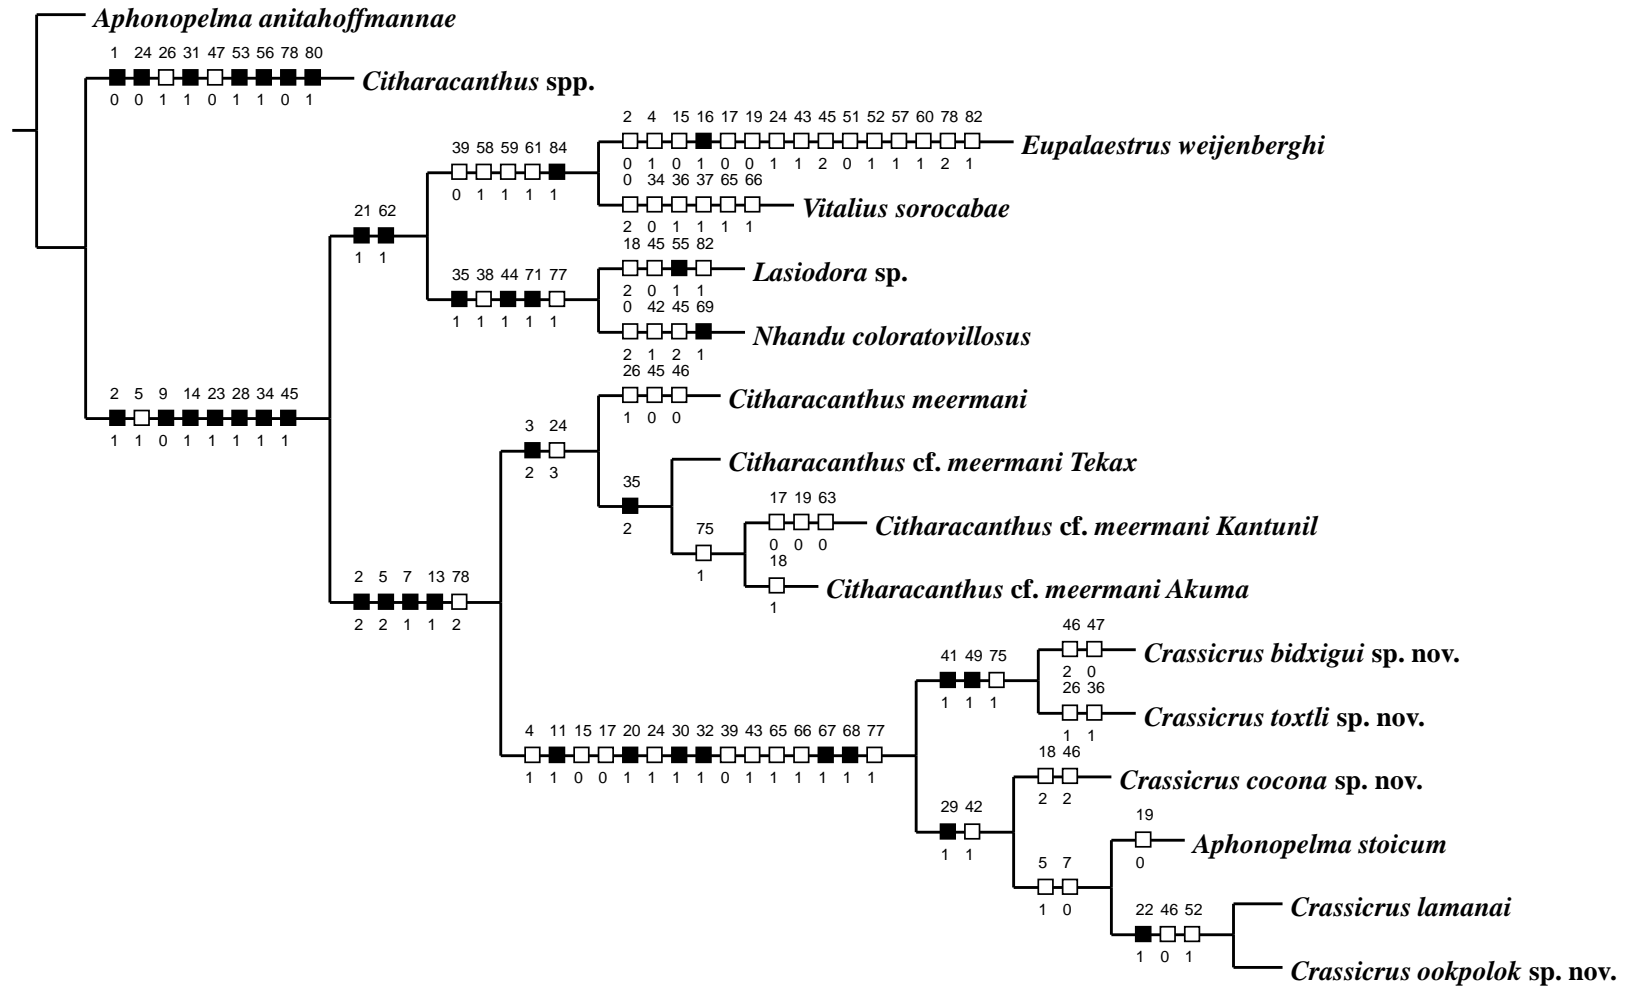 Aphonopelma anitahoffmannae
1 24 26 31 47 53 56 78 80
Citharacanthus spp.
0 0 1 1 0 1 1 0 1
2 4 15 16 17 19 24 43 45 51 52 57 60 78 82
Eupalaestrus weijenberghi
0 1 0 1 0 0 1 1 2 0 1 1 1 2 1
39 58 59 61 84
0 1 1 1 1
0 34 36 37 65 66
Vitalius sorocabae
2 0 1 1 1 1
21 62
1 1
18 45 55 82
Lasiodora sp.
2 0 1 1
35 38 44 71 77
1 1 1 1 1
0 42 45 69
Nhandu coloratovillosus
2 1 2 1
2 5 9 14 23 28 34 45
1 1 0 1 1 1 1 1
26 45 46
Citharacanthus meermani
1 0 0
3 24
2 3
Citharacanthus cf. meermani Tekax
35
2
17 19 63
Citharacanthus cf. meermani Kantunil
0 0 0
75
1
18
Citharacanthus cf. meermani Akuma
1
2 5 7 13 78
2 2 1 1 2
46 47
Crassicrus bidxigui sp. nov.
2 0
41 49 75
1 1 1
26 36
Crassicrus toxtli sp. nov.
1 1
4 11 15 17 20 24 30 32 39 43 65 66 67 68 77
1 1 0 0 1 1 1 1 0 1 1 1 1 1 1
18 46
Crassicrus cocona sp. nov.
2 2
29 42
1 1
19
Aphonopelma stoicum
0
5 7
1 0
22 46 52
1 0 1
Crassicrus lamanai
Crassicrus ookpolok sp. nov.